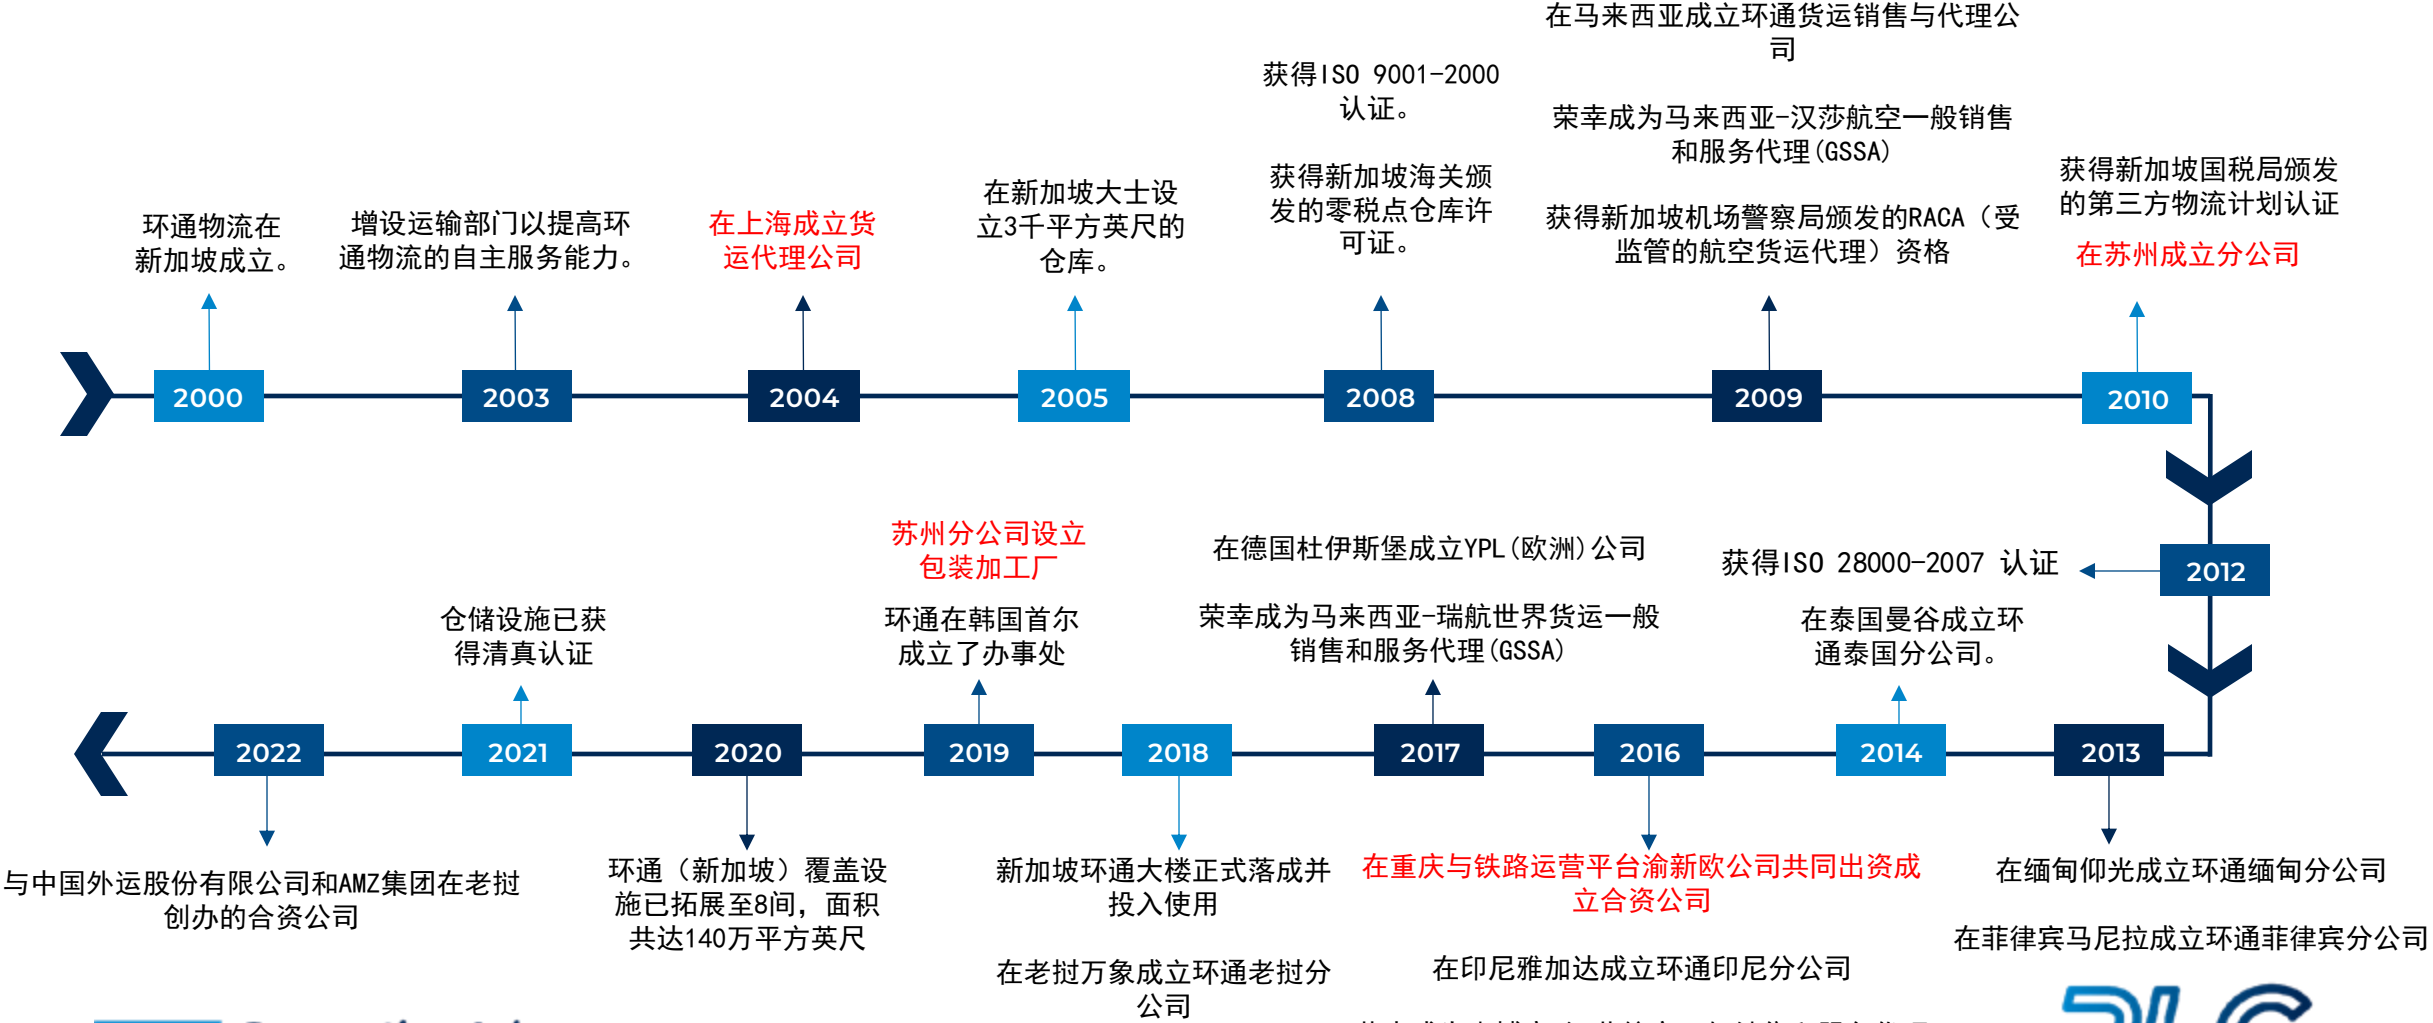 环通物流在
新加坡成立。
2000
增设运输部门以提高环
通物流的自主服务能力。
2003
在上海成立货
运代理公司
2004
在新加坡大士设
立3千平方英尺的
仓库。
2005
获得ISO 9001-2000
认证。
获得新加坡海关颁
发的零税点仓库许
可证。
2008
在马来西亚成立环通货运销售与代理公
司
荣幸成为马来西亚-汉莎航空一般销售
和服务代理(GSSA)
获得新加坡机场警察局颁发的RACA（受
监管的航空货运代理）资格
2009
获得新加坡国税局颁发
的第三方物流计划认证
在苏州成立分公司
2010
获得ISO 28000-2007 认证
2012
2013
在缅甸仰光成立环通缅甸分公司
在菲律宾马尼拉成立环通菲律宾分公司
在泰国曼谷成立环
通泰国分公司。
2014
2016
在重庆与铁路运营平台渝新欧公司共同出资成
立合资公司
在印尼雅加达成立环通印尼分公司
在德国杜伊斯堡成立YPL(欧洲)公司
荣幸成为马来西亚-瑞航世界货运一般
销售和服务代理(GSSA)
2017
2018
新加坡环通大楼正式落成并
投入使用
在老挝万象成立环通老挝分
公司
苏州分公司设立
包装加工厂
环通在韩国首尔
成立了办事处
2019
2020
环通（新加坡）覆盖设
施已拓展至8间，面积
共达140万平方英尺
仓储设施已获
得清真认证
2021
2022
与中国外运股份有限公司和AMZ集团在老挝
创办的合资公司